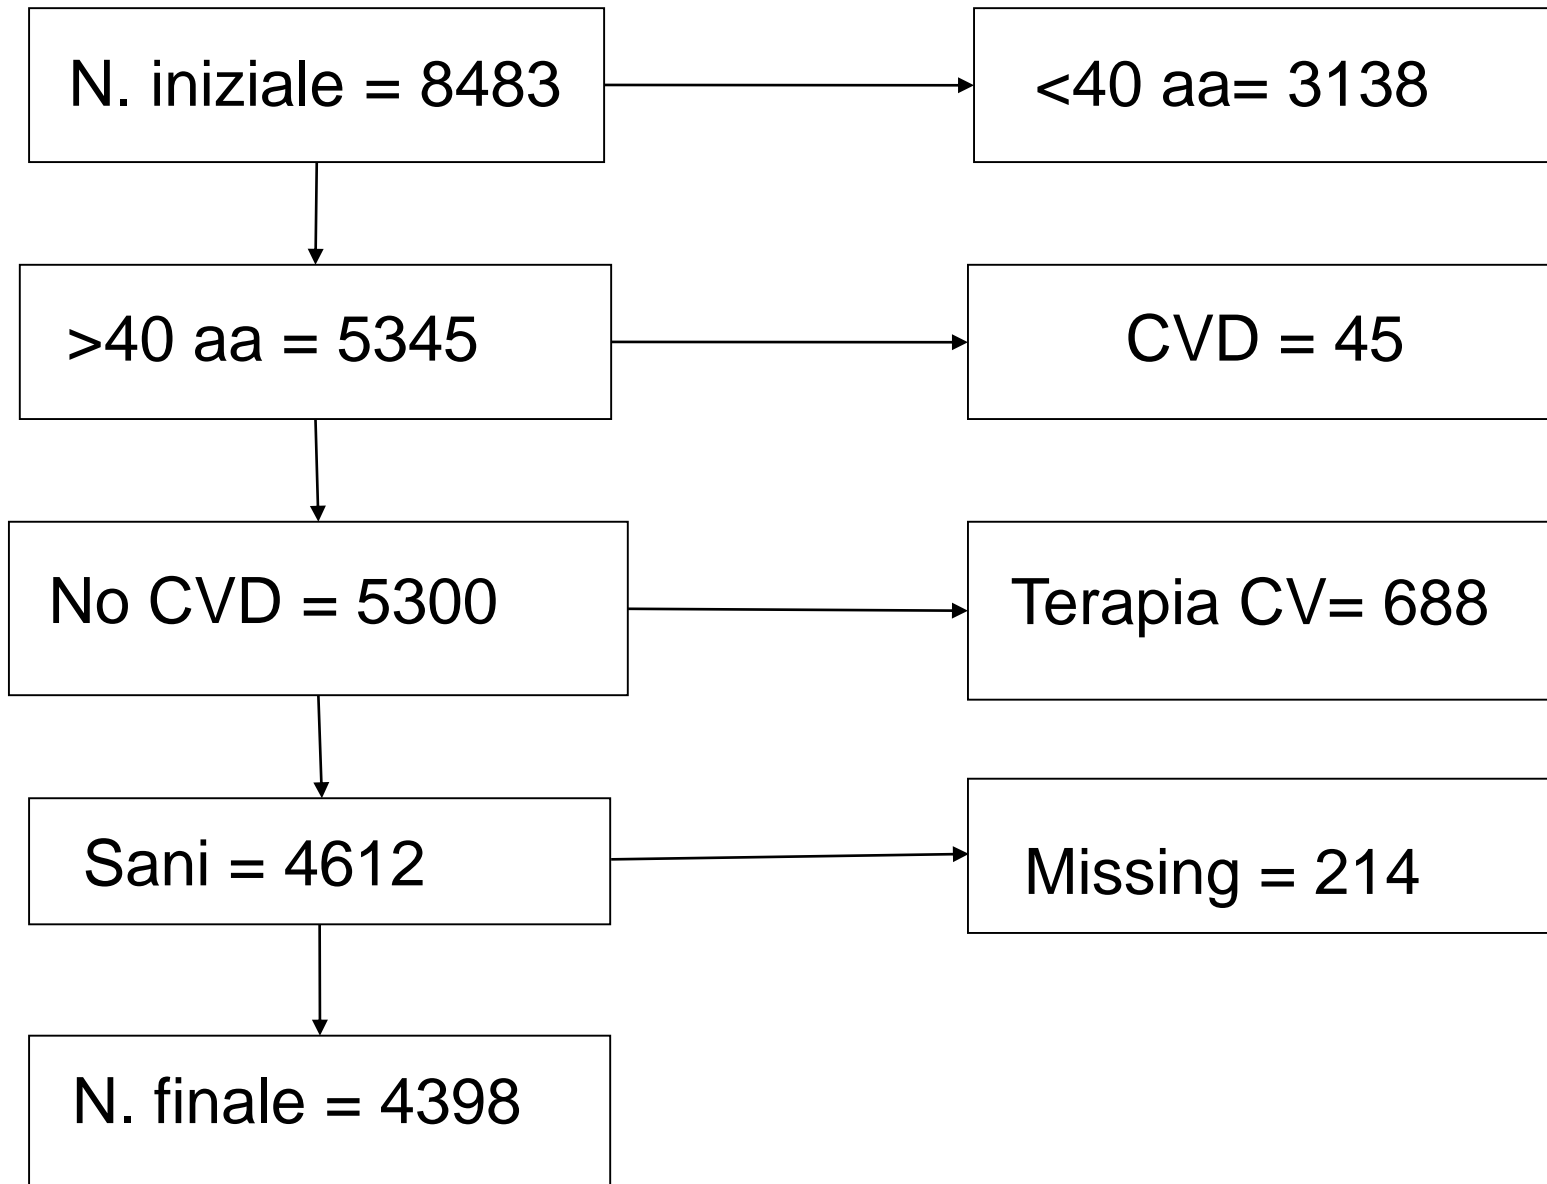 N. iniziale = 8483
<40 aa= 3138
>40 aa = 5345
CVD = 45
No CVD = 5300
Terapia CV= 688
Sani = 4612
Missing = 214
N. finale = 4398